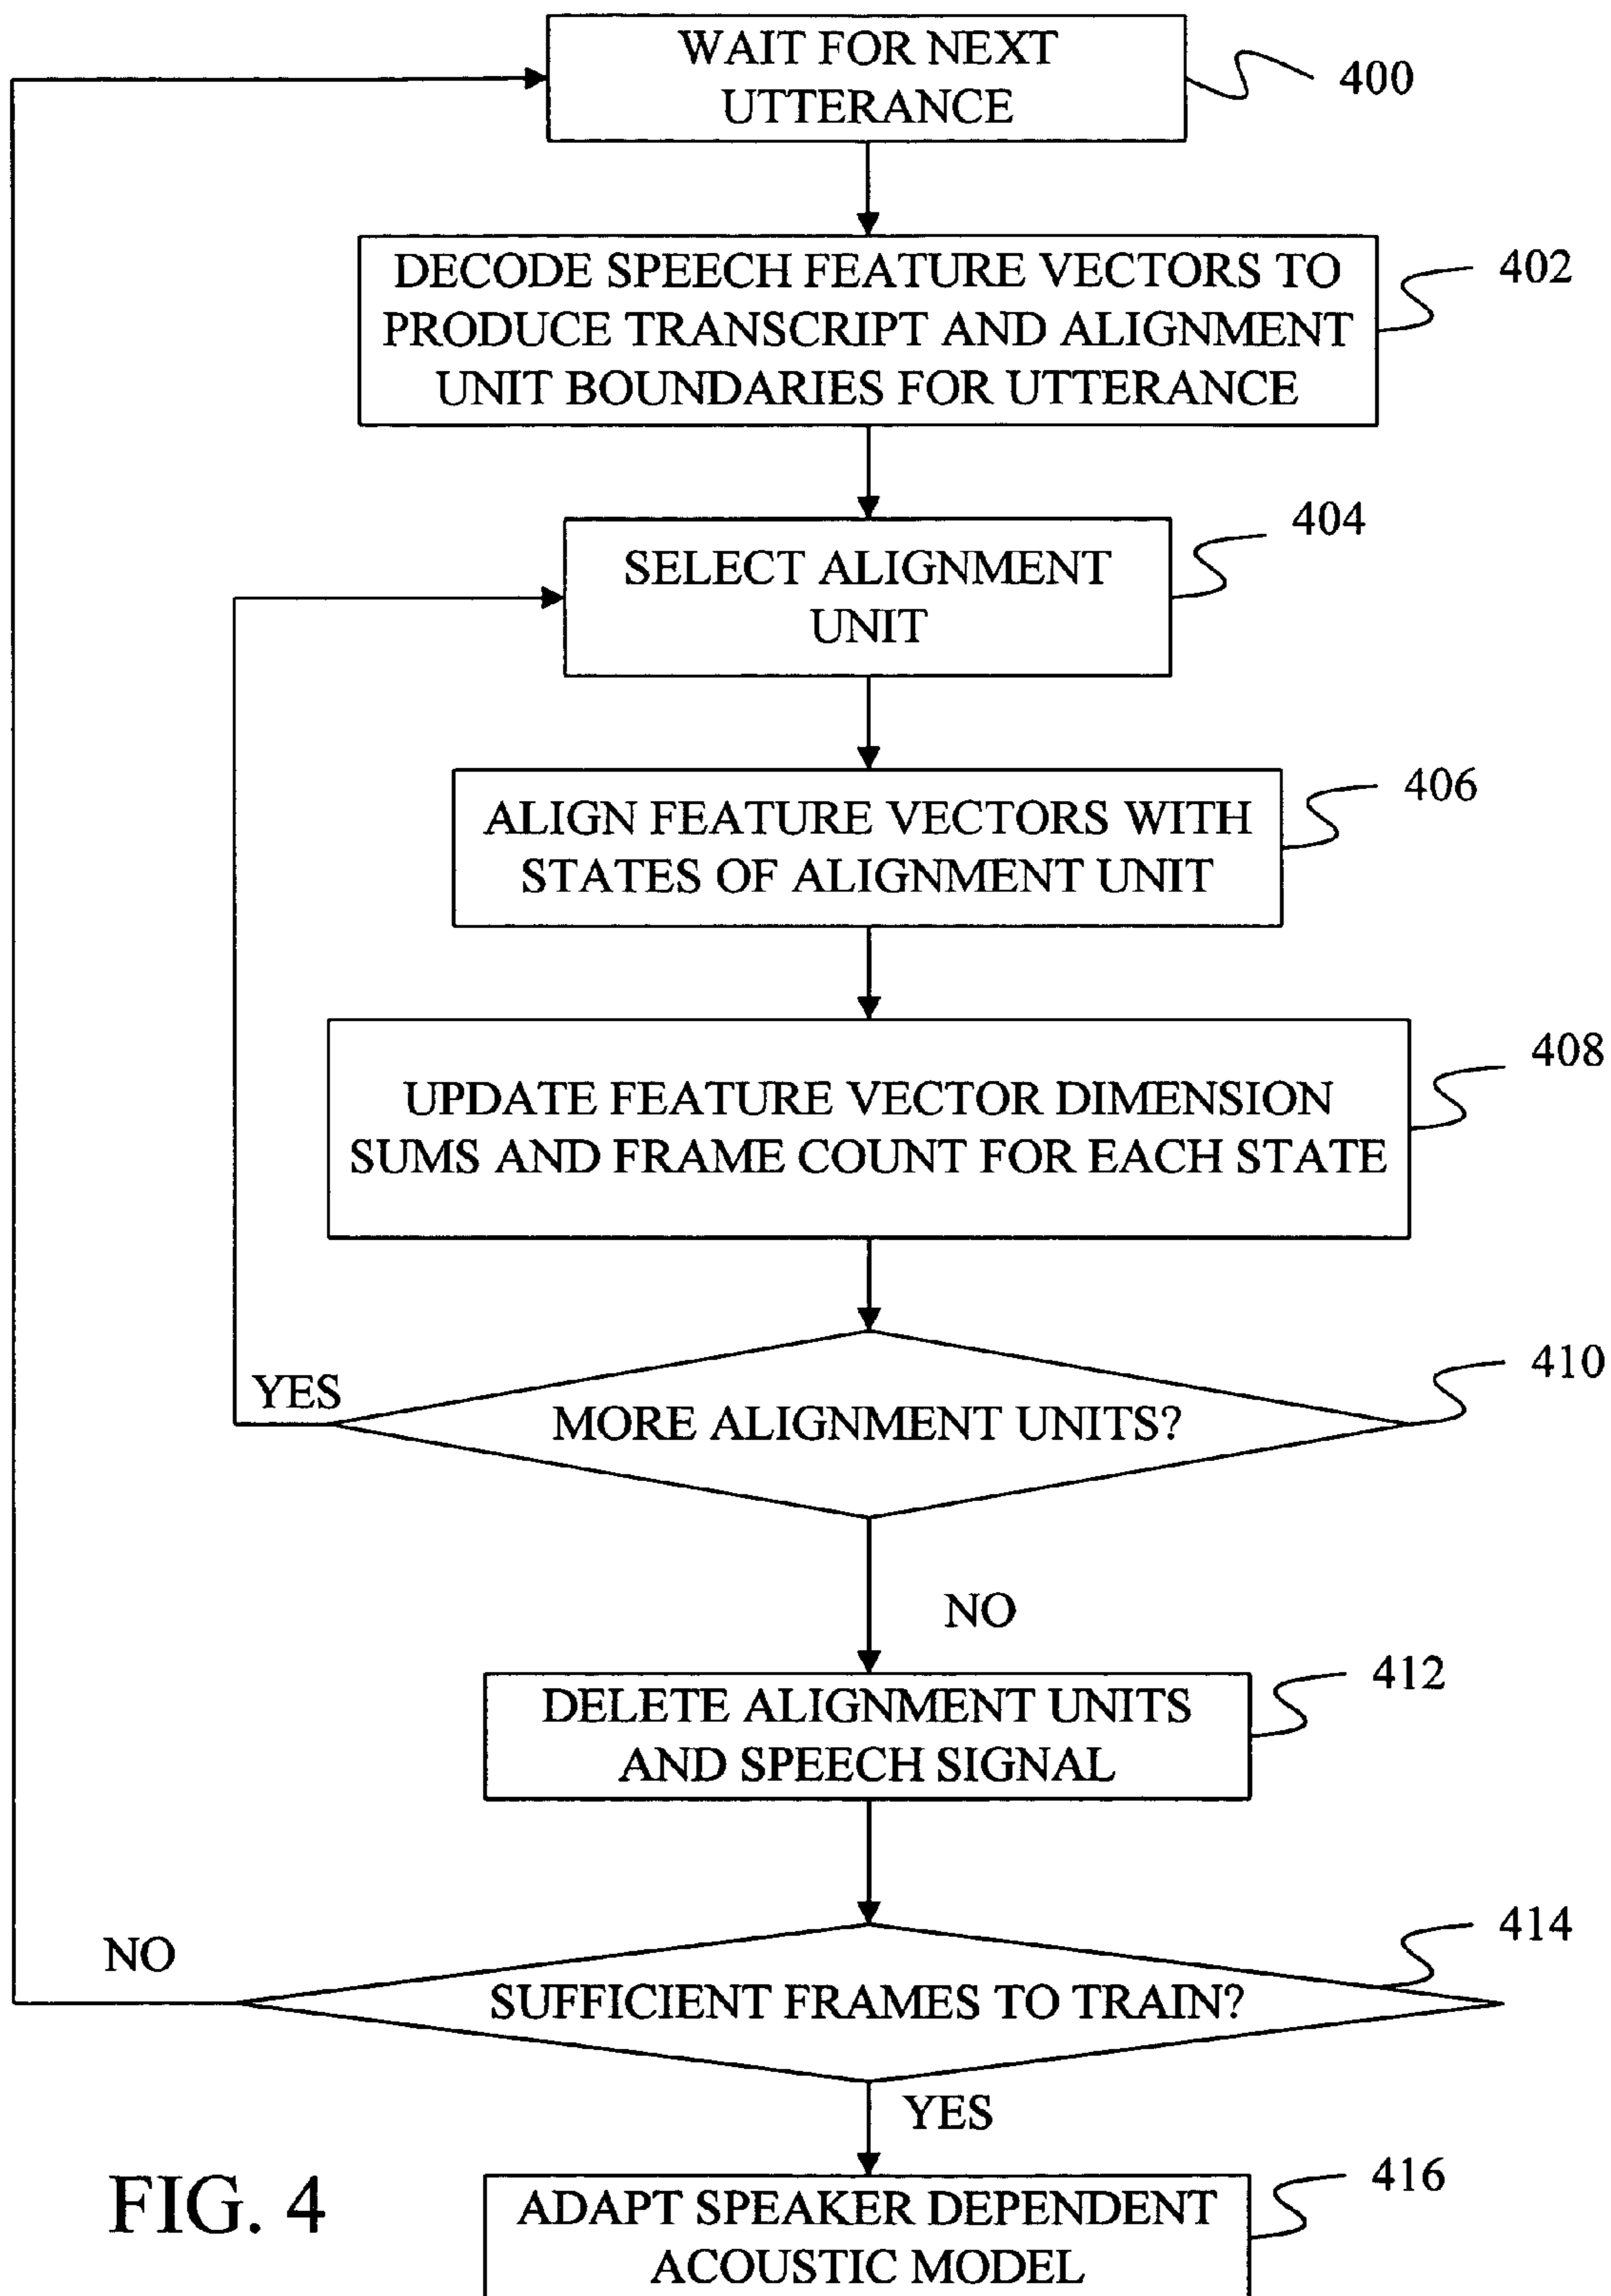 WAIT FOR NEXT
UTTERANCE
400
DECODE SPEECH FEATURE VECTORS TO
PRODUCE TRANSCRIPT AND ALIGNMENT
UNIT BOUNDARIES FOR UTTERANCE
402
SELECT ALIGNMENT
UNIT
404
ALIGN FEATURE VECTORS WITH
STATES OF ALIGNMENT UNIT
406
UPDATE FEATURE VECTOR DIMENSION
SUMS AND FRAME COUNT FOR EACH STATE
408
YES
MORE ALIGNMENT UNITS?
410
NO
DELETE ALIGNMENT UNITS
AND SPEECH SIGNAL
412
NO
SUFFICIENT FRAMES TO TRAIN?
414
YES
ADAPT SPEAKER DEPENDENT
ACOUSTIC MODEL
416
FIG. 4